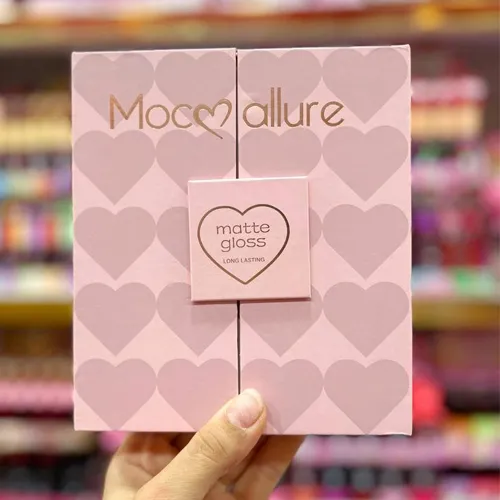 Mocallure
matte
gloss
LONG LASTING